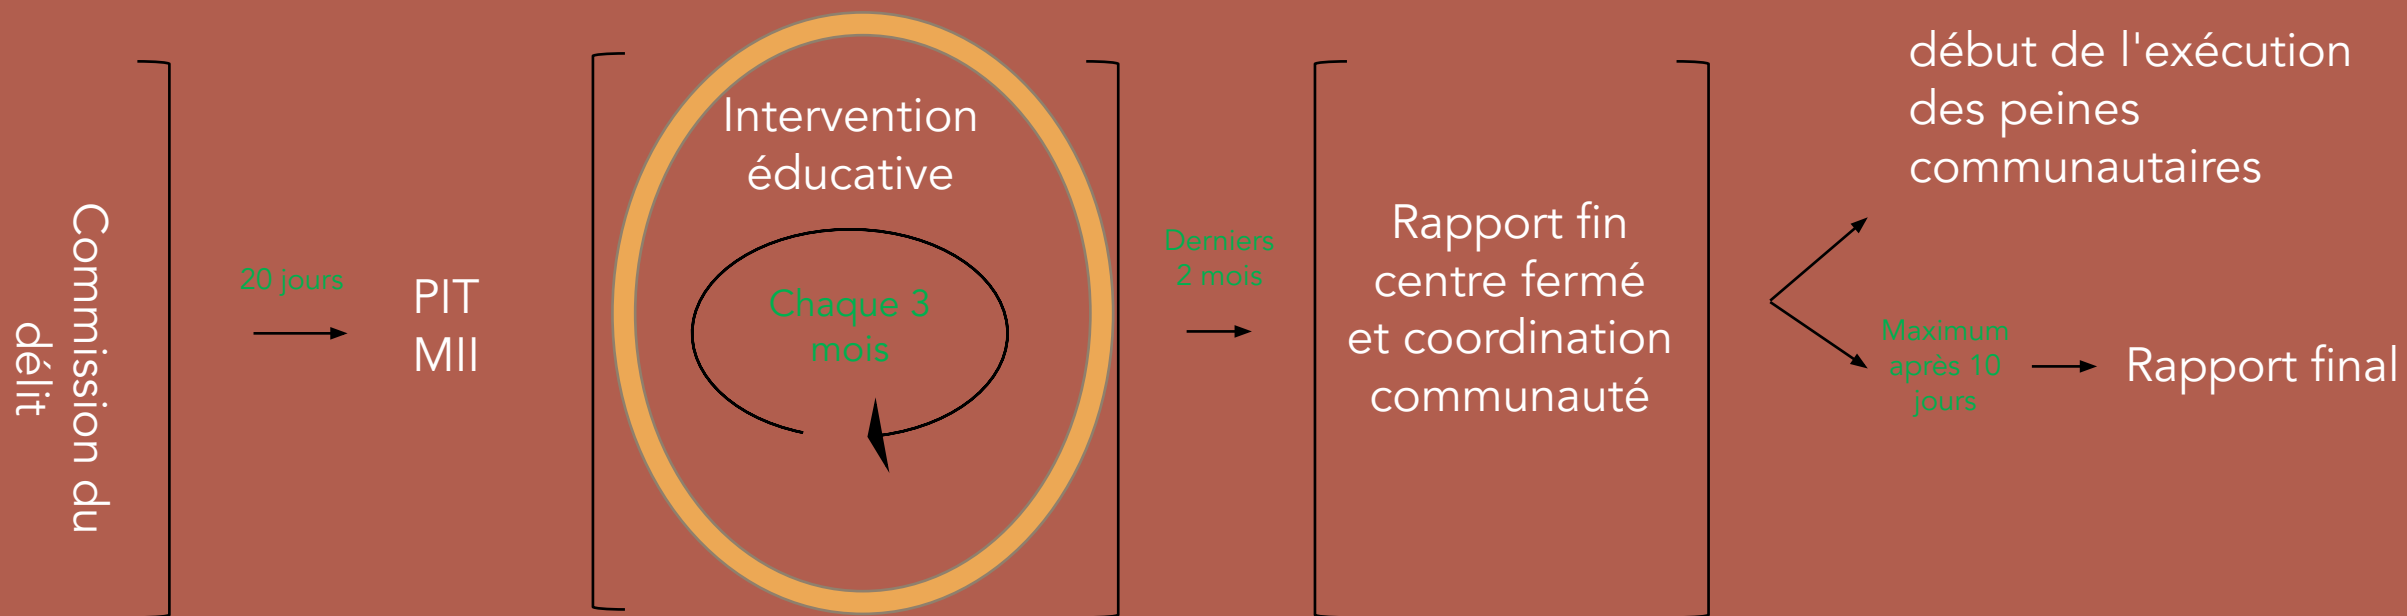 Commission du
délit
20 jours
PIT
MII
Intervention
éducative
Chaque 3
mois
Derniers
2 mois
Rapport fin
centre fermé
et coordination
communauté
début de l'exécution
des peines
communautaires
Maximum
après 10
jours
Rapport final